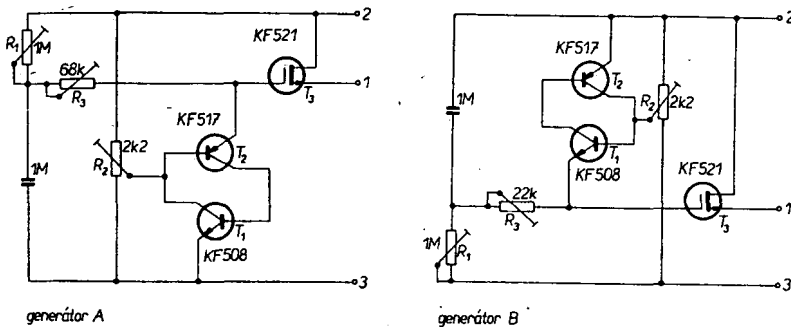 KF521
2
R1
1M
68k
R3
1
T3
KF517
T2
2k2
R2
1M
T1
KF508
3
generátor A
2
KF517
T2
R2
2k2
1M
T1
KF508
KF521
22k
R3
1
T3
1M
R1
3
generátor B